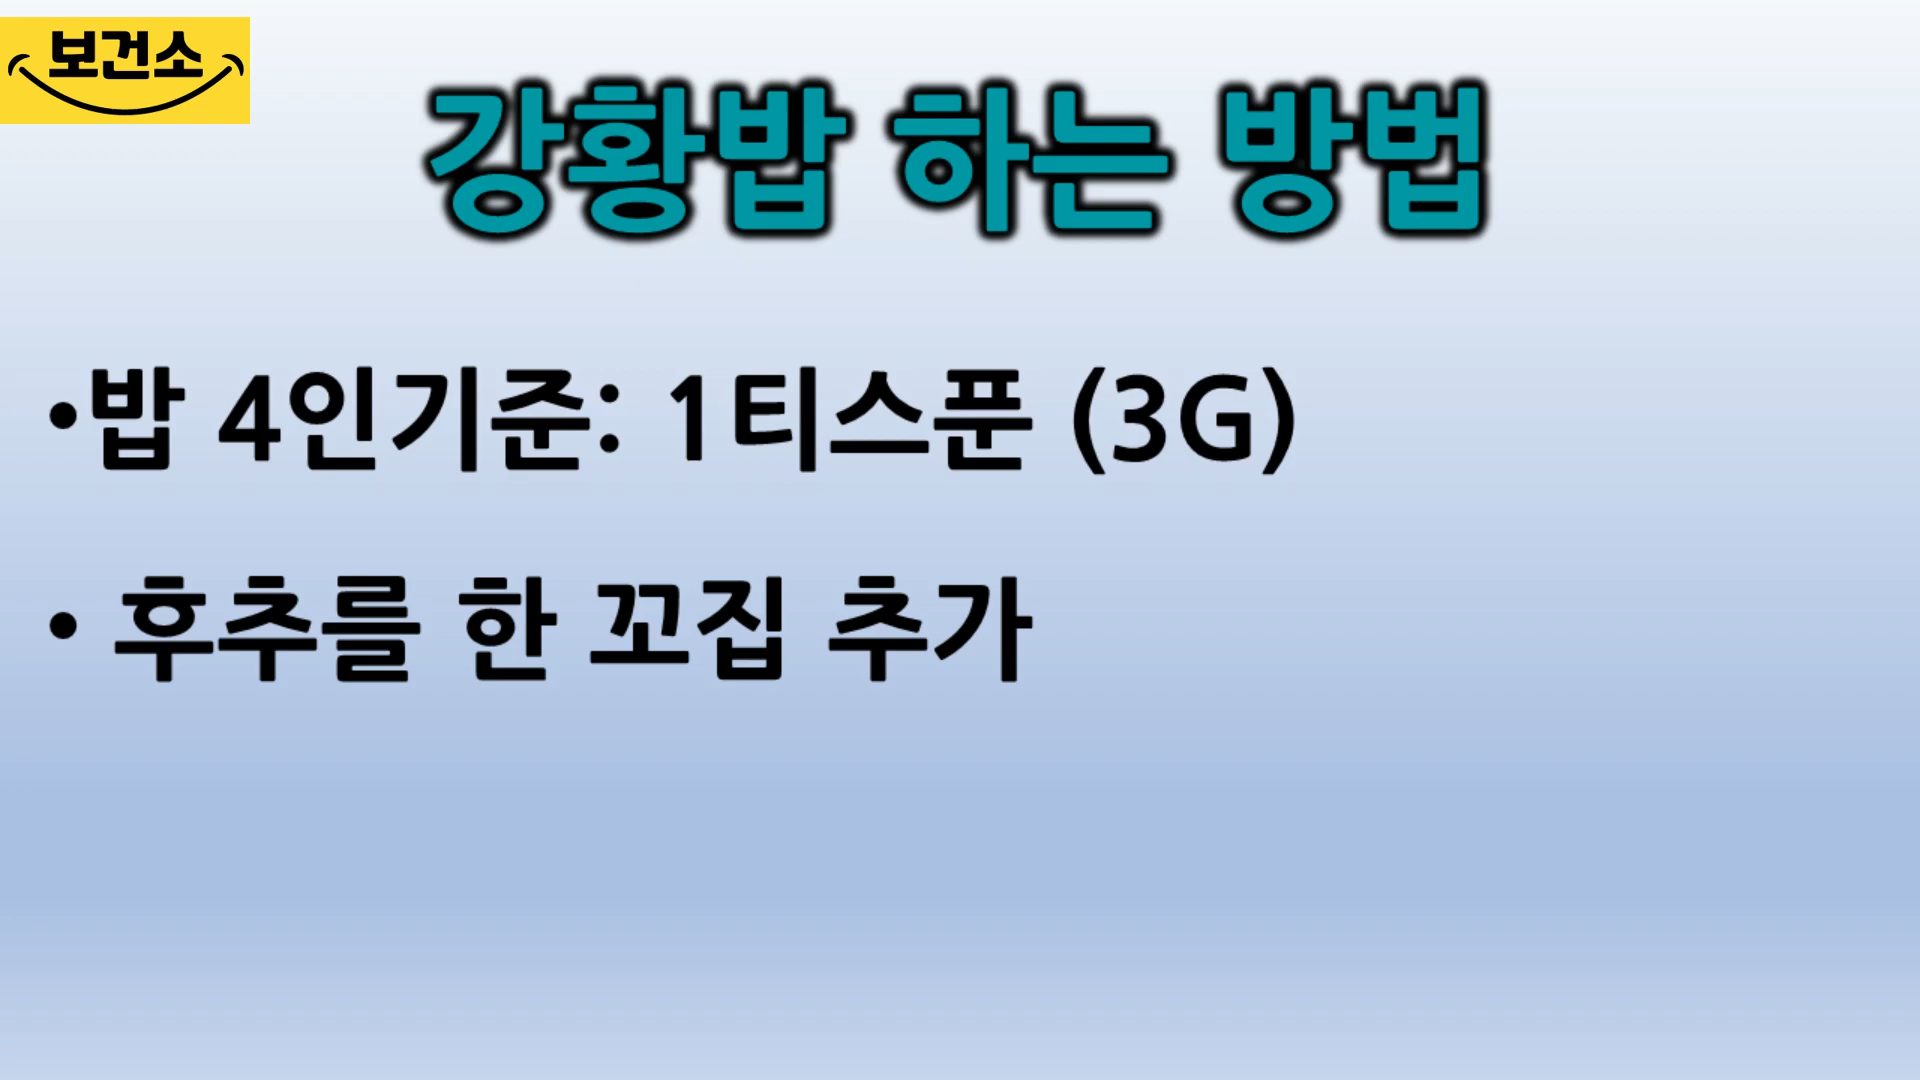 보건소
강황밥 하는 방법
•밥 4인기준: 1티스푼 (3G)
• 후추를 한 꼬집 추가